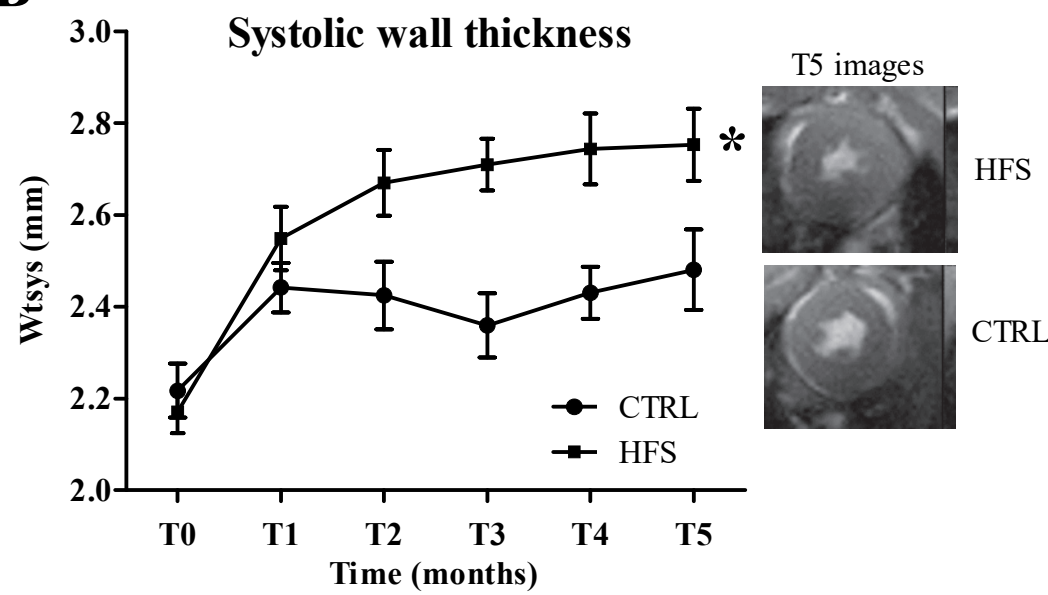 Systolic wall thickness
3.0
2.8
2.6
2.4
2.2
2.0
Wtsys (mm)
T0 T1 T2 T3 T4 T5
Time (months)
*
CTRL
HFS
T5 images
HFS
CTRL